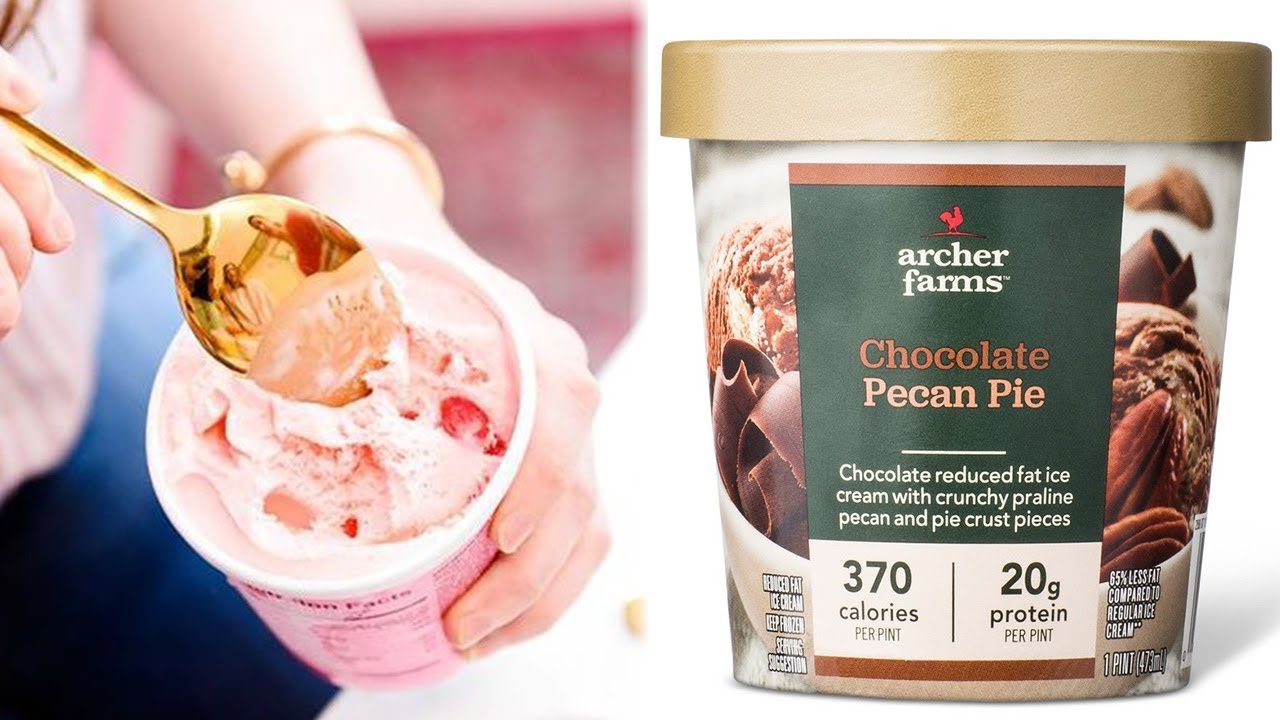 Facts
archer
farms™
Chocolate
Pecan Pie
Chocolate reduced fat ice
cream with crunchy praline
pecan and pie crust pieces
370
calories
PER PINT
20g
protein
PER PINT
REDUCED FAT
ICE CREAM
KEEP FROZEN
SERVING
SUGGESTION
65% LESS FAT
COMPARED TO
REGULAR ICE
CREAM**
1 PINT (473mL)